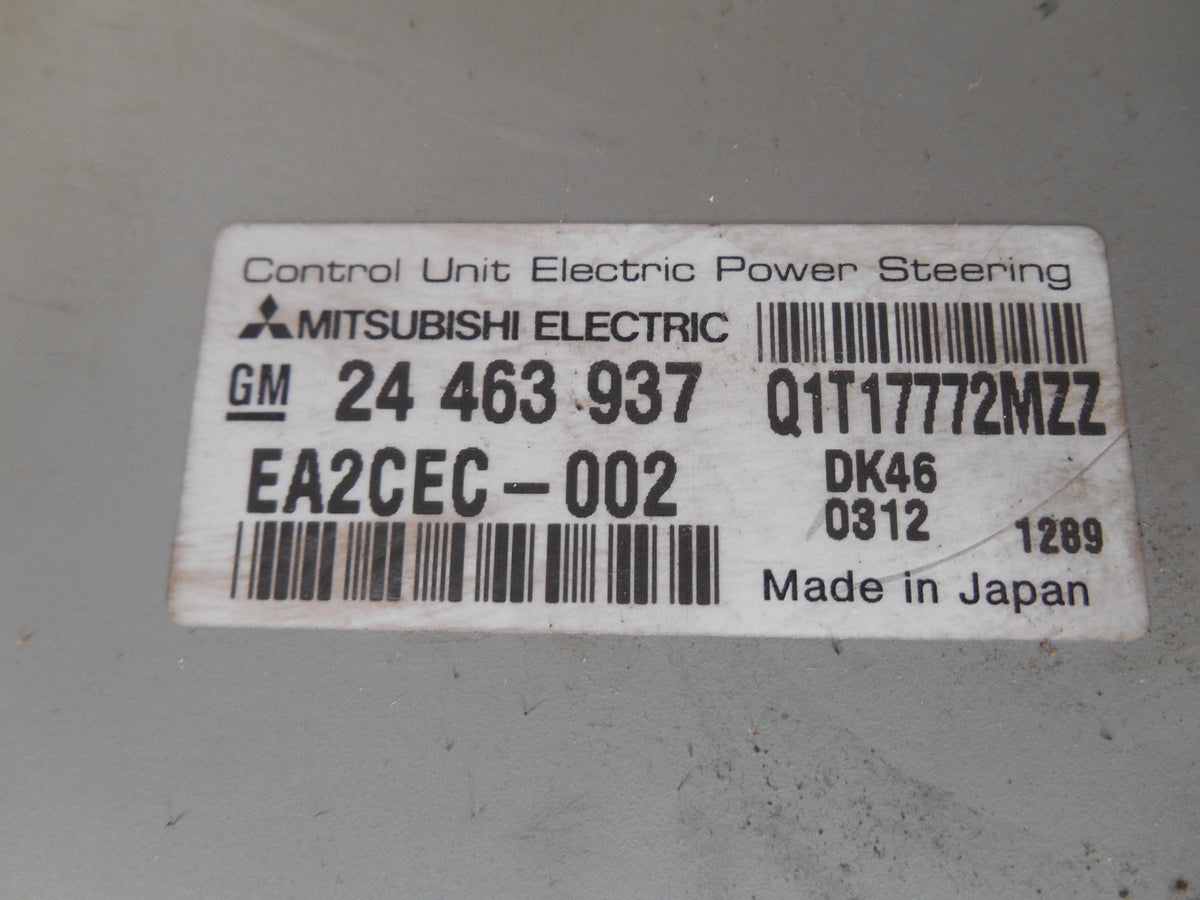 Control Unit Electric Power Steering
MITSUBISHI ELECTRIC
GM 24 463 937 Q1T17772MZZ
EA2CEC-002 DK46
0312 1289
Made in Japan